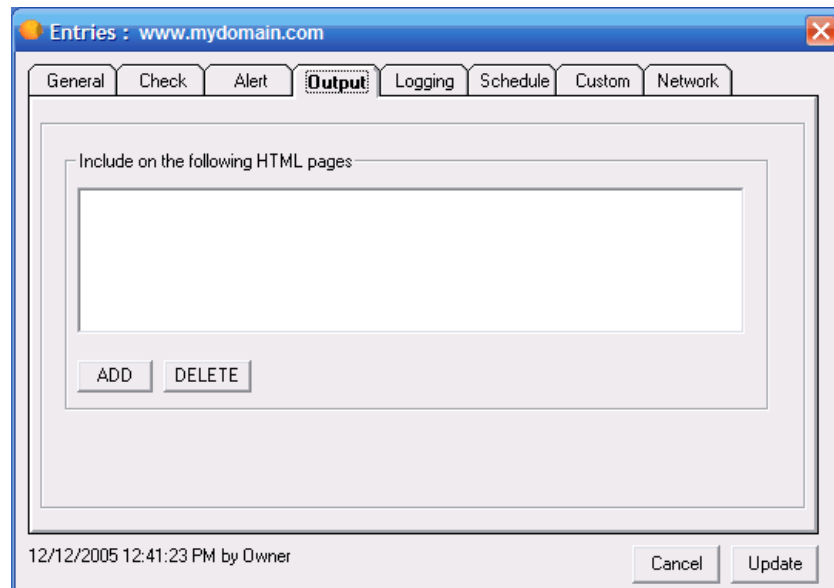 Entries : www.mydomain.com
General Check Alert Output Logging Schedule Custom Network
Include on the following HTML pages
ADD DELETE
12/12/2005 12:41:23 PM by Owner
Cancel Update